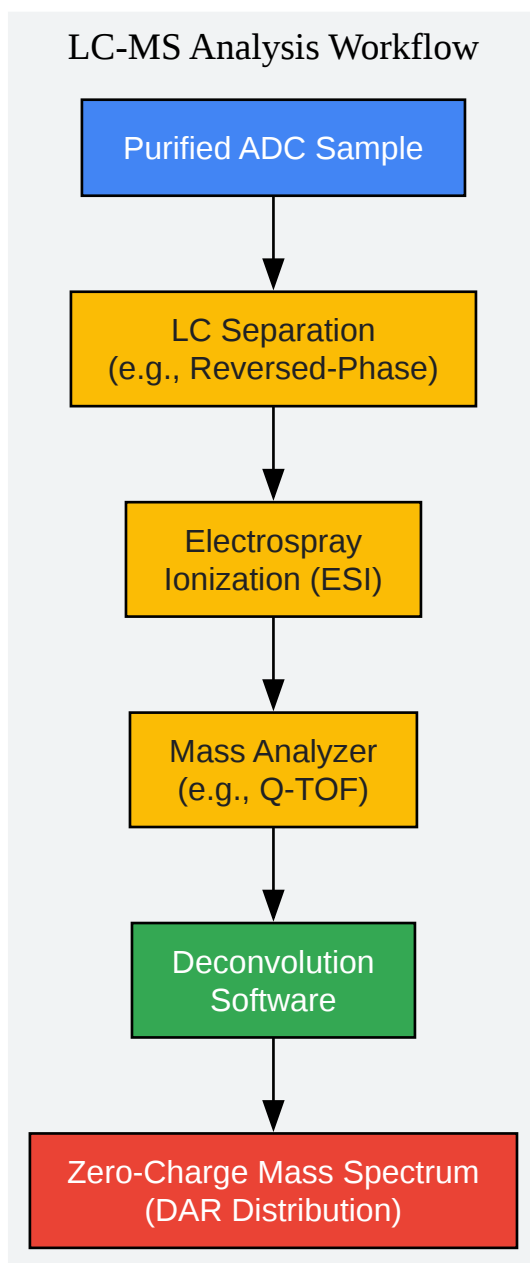 LC-MS Analysis Workflow
Purified ADC Sample
LC Separation
(e.g., Reversed-Phase)
Electrospray
Ionization (ESI)
Mass Analyzer
(e.g., Q-TOF)
Deconvolution
Software
Zero-Charge Mass Spectrum
(DAR Distribution)